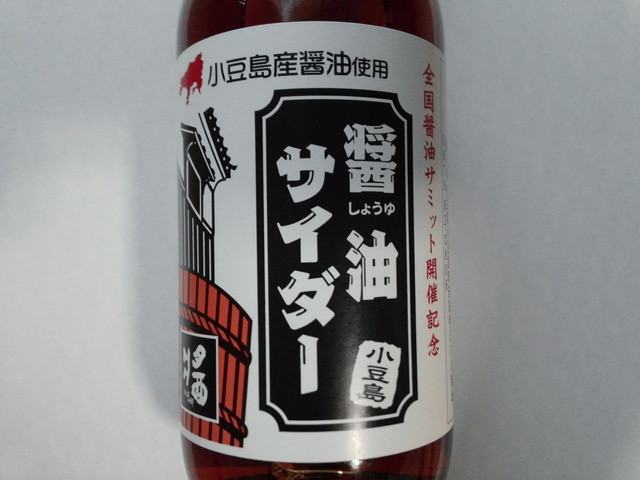 小豆島産醤油使用
全国醤油サミット開催記念
醤油
しょうゆ
サイダー
小豆島